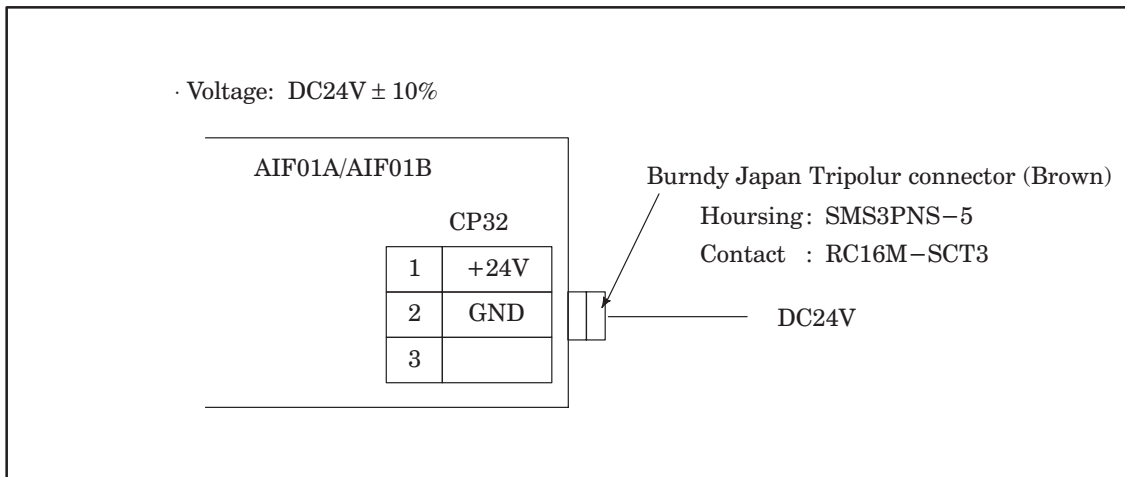 · Voltage: DC24V ± 10%
AIF01A/AIF01B
Burndy Japan Tripolur connector (Brown)
Hoursing: SMS3PNS−5
Contact : RC16M−SCT3
CP32
1 +24V
2 GND
3
DC24V